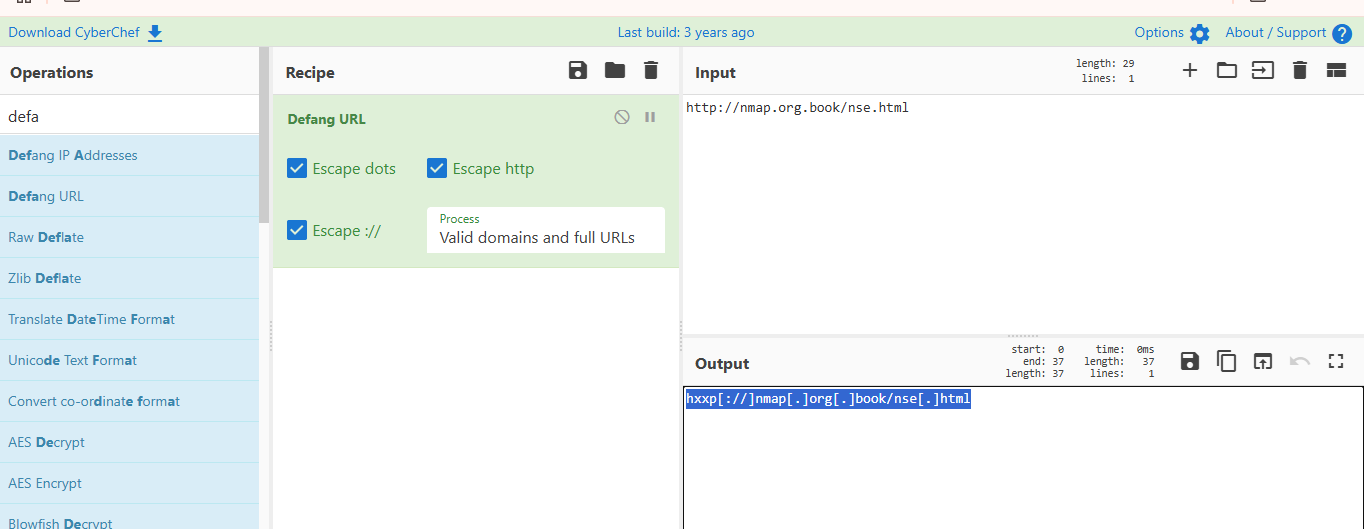 Download CyberChef
Last build: 3 years ago
Options
About / Support
?
Operations
defa
Defang IP Addresses
Defang URL
Raw Deflate
Zlib Deflate
Translate DateTime Format
Unicode Text Format
Convert co-ordinate format
AES Decrypt
AES Encrypt
Blowfish Decrypt
Recipe
Defang URL
Escape dots
Escape http
Escape ://
Process
Valid domains and full URLs
Input
length: 29
lines: 1
http://nmap.org.book/nse.html
Output
start: 0 time: 0ms
end: 37 length: 37
length: 37 lines: 1
hxxp[://]nmap[.]org[.]book/nse[.]html